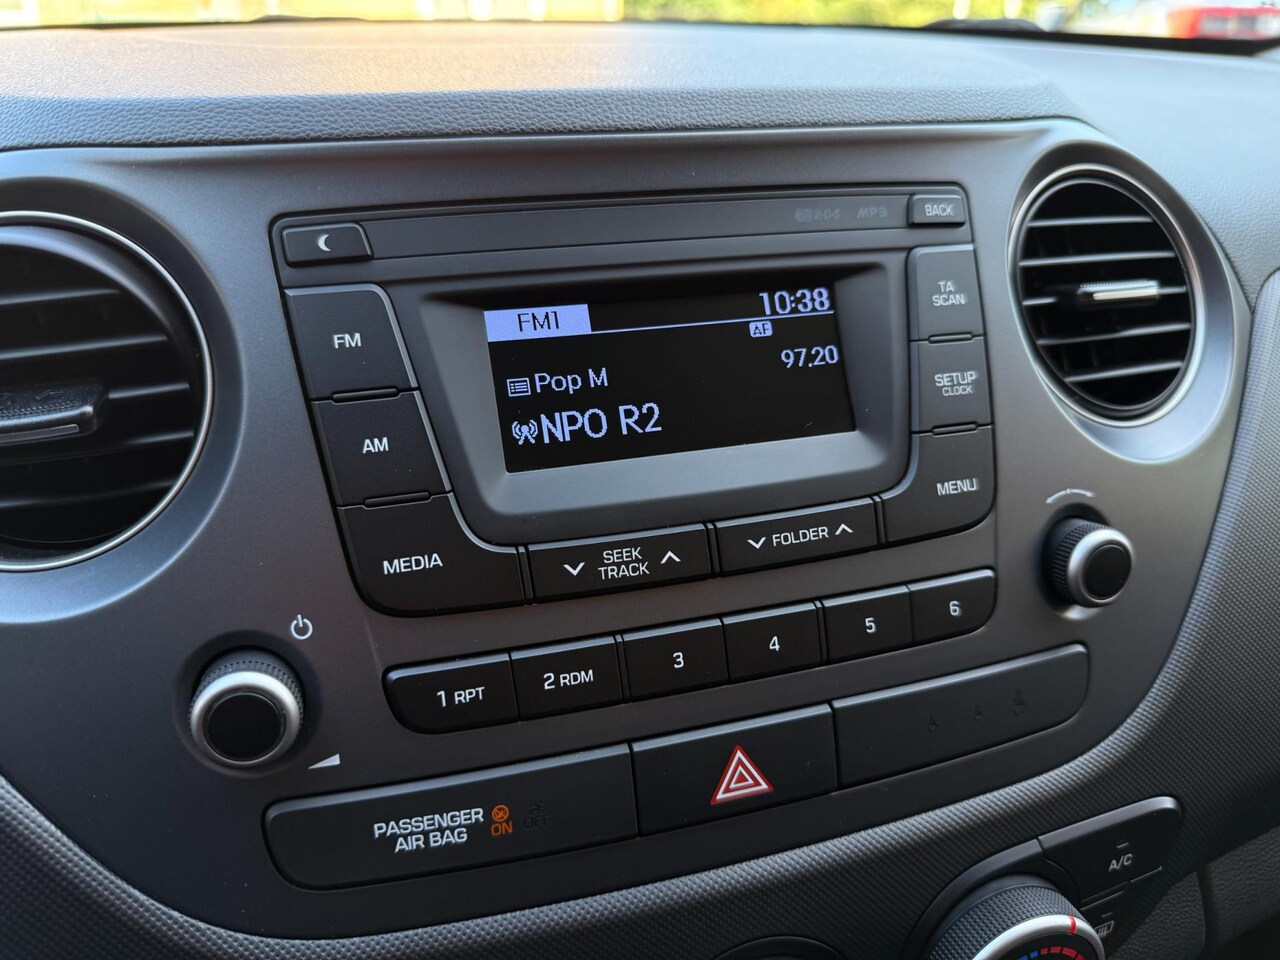 RDS MP3 BACK
FM1 10:38
AF
97.20
Pop M
NPO R2
FM
AM
MEDIA
TA
SCAN
SETUP
CLOCK
MENU
SEEK
TRACK
FOLDER
1 RPT 2 RDM 3 4 5 6
PASSENGER
AIR BAG
ON OFF
A/C